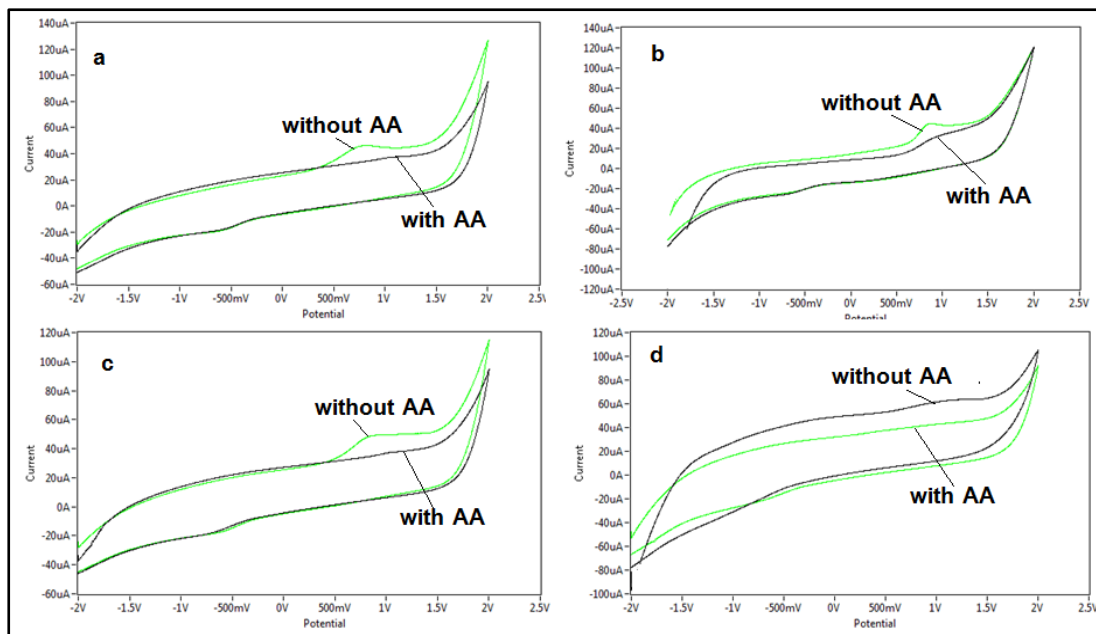 a
140uA
120uA
100uA
80uA
60uA
40uA
20uA
0A
-20uA
-40uA
-60uA
Current
without AA
with AA
-2V -1.5V -1V -500mV 0V 500mV 1V 1.5V 2V 2.5V
Potential
b
140uA
120uA
100uA
80uA
60uA
40uA
20uA
0A
-20uA
-40uA
-60uA
-80uA
-100uA
-120uA
Current
without AA
with AA
-2.5V -2V -1.5V -1V -500mV 0V 500mV 1V 1.5V 2V 2.5V
Potential
c
120uA
100uA
80uA
60uA
40uA
20uA
0A
-20uA
-40uA
-60uA
Current
without AA
with AA
-2V -1.5V -1V -500mV 0V 500mV 1V 1.5V 2V 2.5V
Potential
d
120uA
100uA
80uA
60uA
40uA
20uA
0A
-20uA
-40uA
-60uA
-80uA
-100uA
Current
without AA
with AA
-2V -1.5V -1V -500mV 0V 500mV 1V 1.5V 2V 2.5V
Potential